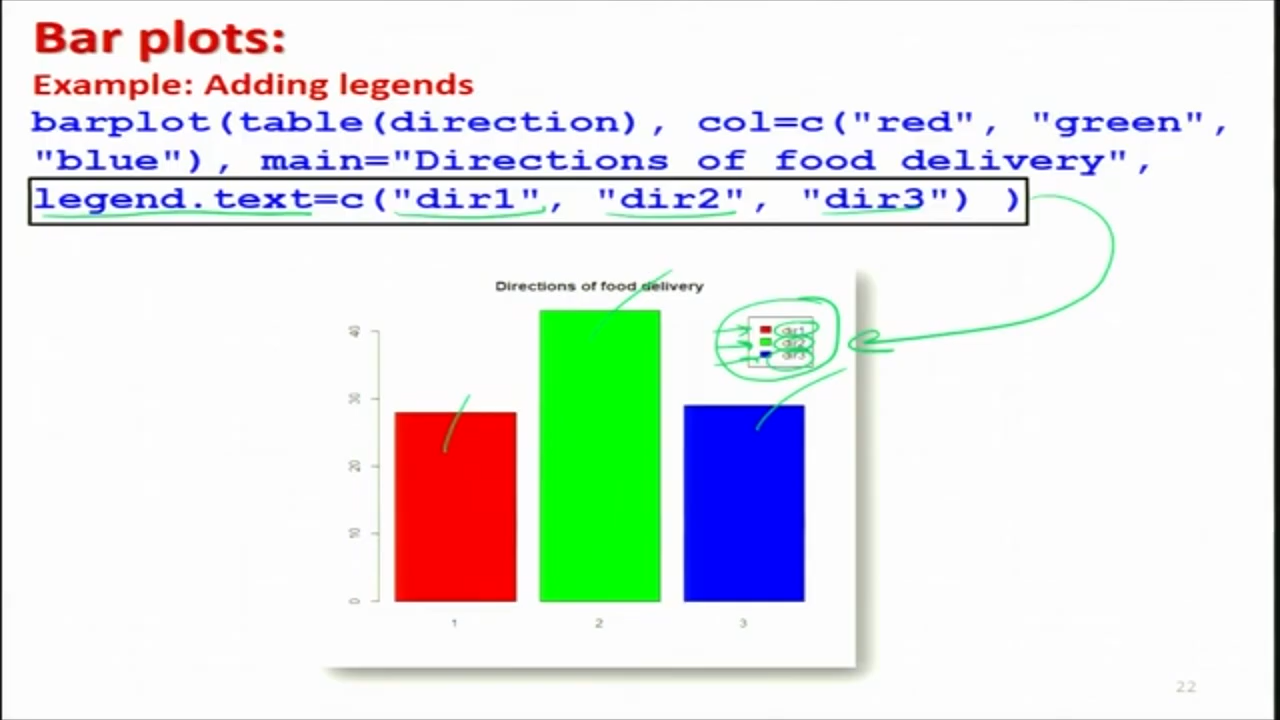 Bar plots:
Example: Adding legends
barplot(table(direction), col=c("red", "green",
"blue"), main="Directions of food delivery",
legend.text=c("dir1", "dir2", "dir3") )
Directions of food delivery
dir1
dir2
dir3
40
30
20
10
0
1 2 3
22